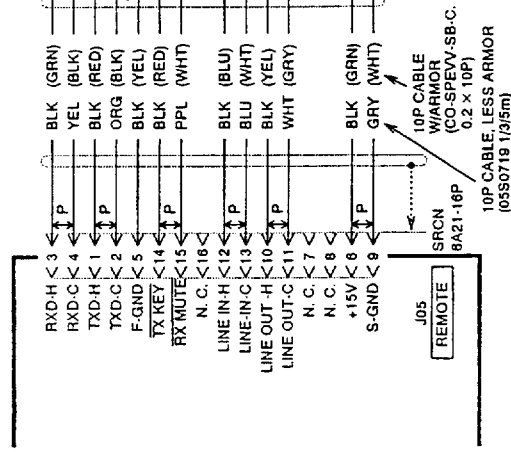 BLK (GRN)
YEL (BLK)
BLK (RED)
ORG (BLK)
BLK (YEL)
BLK (RED)
PPL (WHT)
BLK (BLU)
BLU (WHT)
BLK (YEL)
WHT (GRY)
BLK (GRN)
GRY (WHT)
10P CABLE
W/ARMOR
(CO-SPEVV-SB-C.
0.2 × 10P)
10P CABLE, LESS ARMOR
(05S0719 1/3/5m)
P
P
P
P
P
P
RXD-H 3
RXD-C 4
TXD-H 1
TXD-C 2
F-GND 5
TX KEY 14
RX MUTE 15
N. C. 16
LINE IN-H 12
LINE-IN-C 13
LINE OUT -H 10
LINE OUT-C 11
N. C. 7
N. C. 8
+15V 6
S-GND 9
SRCN
6A21-16P
J05
REMOTE